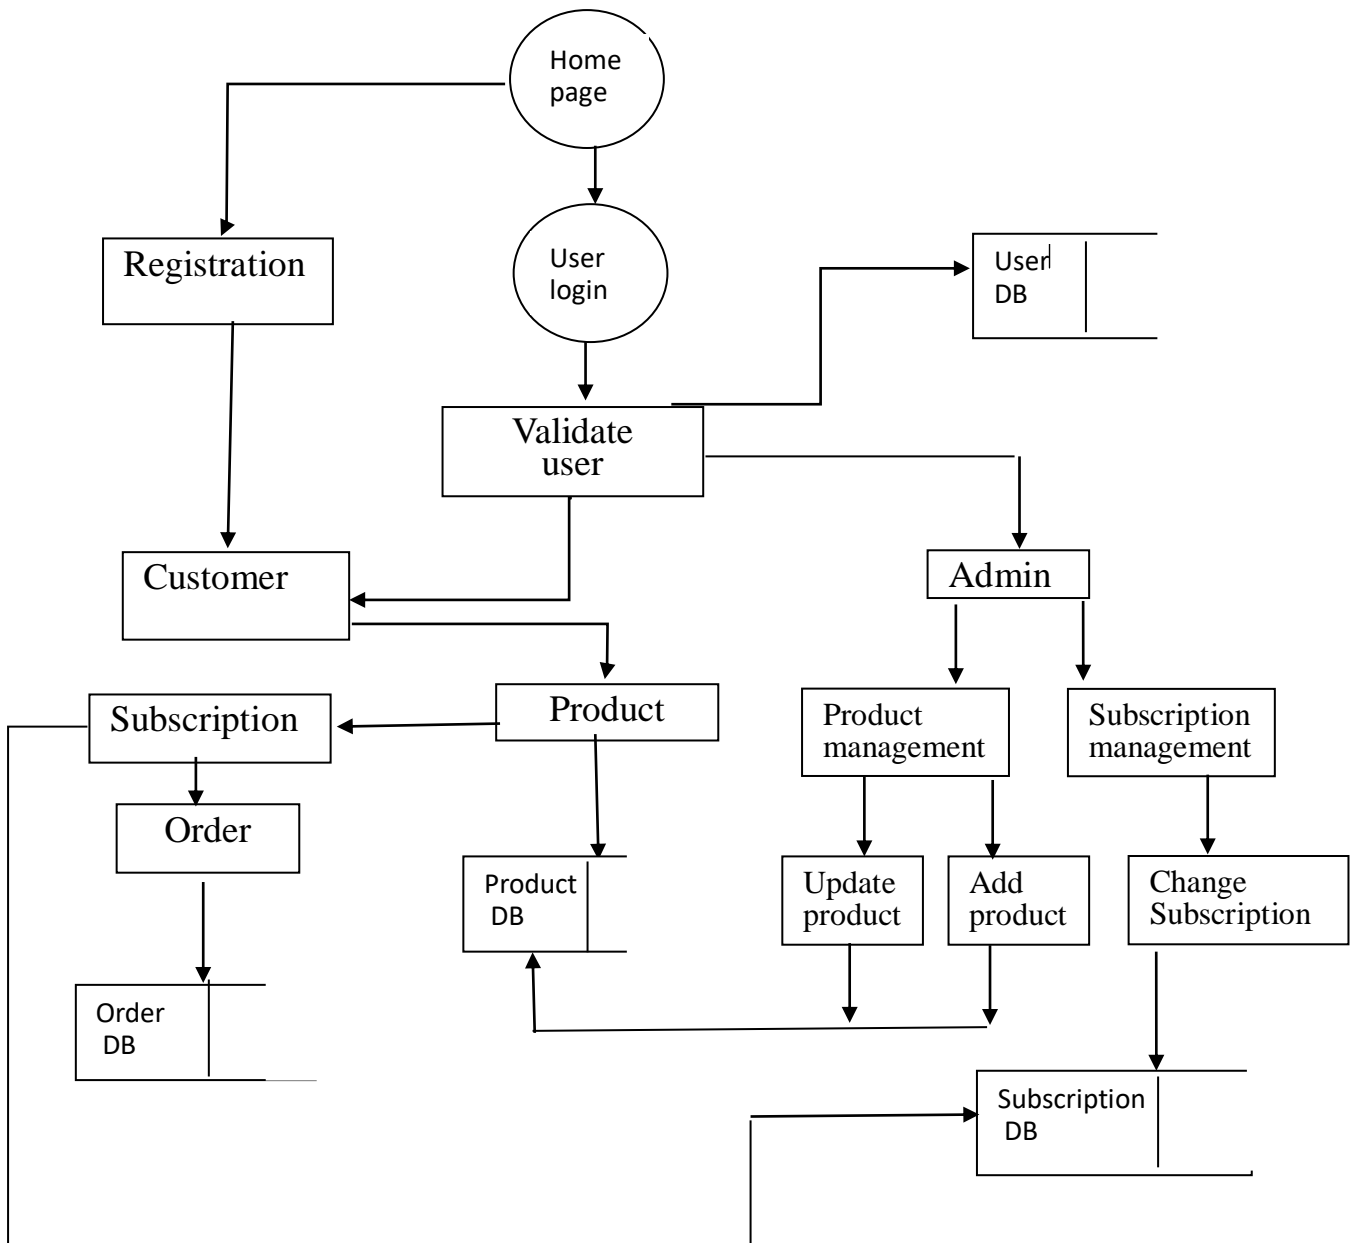 Home
page
Registration
User
login
User
DB
Validate
user
Customer
Admin
Subscription
Product
Product
management
Subscription
management
Order
Product
DB
Update
product
Add
product
Change
Subscription
Order
DB
Subscription
DB